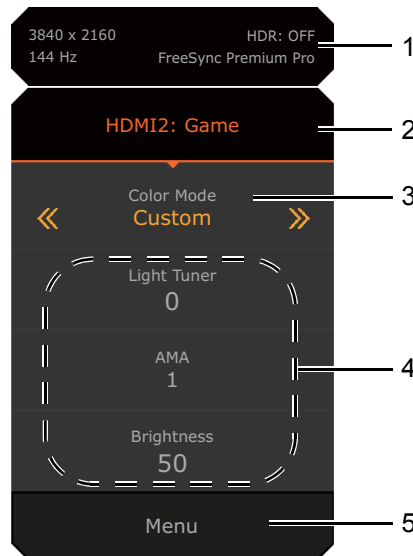 3840 x 2160 HDR: OFF
144 Hz FreeSync Premium Pro
1
HDMI2: Game
2
Color Mode
3
Custom
Light Tuner
0
AMA
1
4
Brightness
50
Menu
5